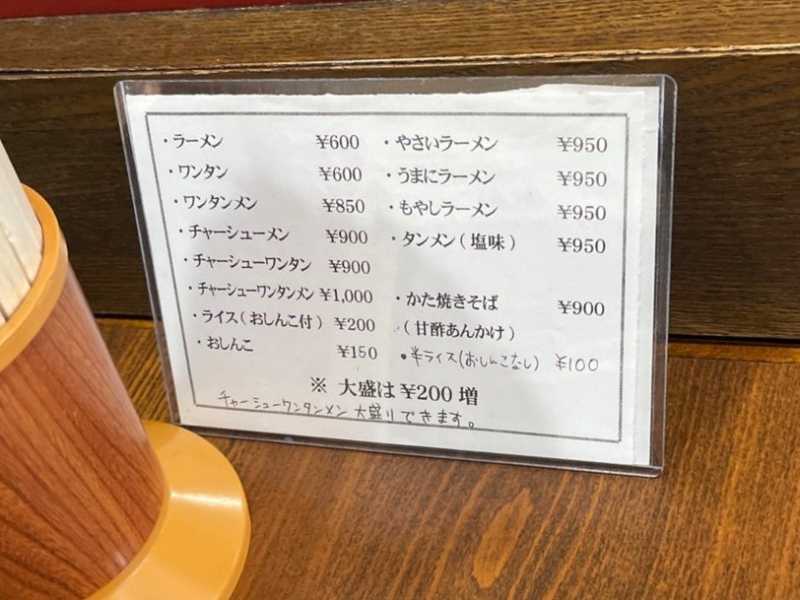 ・ラーメン ¥600
・ワンタン ¥600
・ワンタンメン ¥850
・チャーシューメン ¥900
・チャーシューワンタン ¥900
・チャーシューワンタンメン ¥1,000
・ライス(おしんこ付) ¥200
・おしんこ ¥150
・やさいラーメン ¥950
・うまにラーメン ¥950
・もやしラーメン ¥950
・タンメン(塩味) ¥950
・かた焼きそば ¥900
(甘酢あんかけ)
・半ライス(おしんこなし) ¥100
※ 大盛は¥200増
チャーシューワンタンメン 大盛りできます。